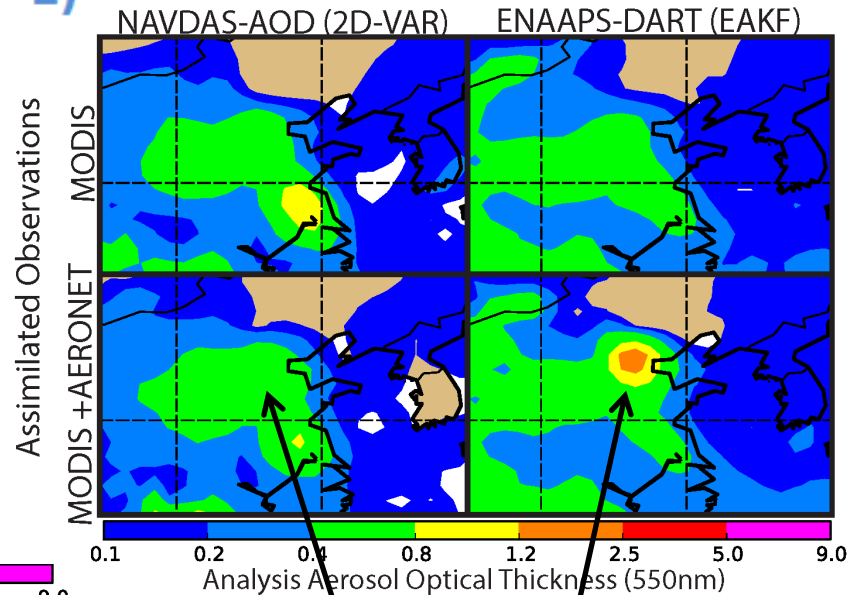 NAVDAS-AOD (2D-VAR) ENAAPS-DART (EAKF)
Assimilated Observations
MODIS
MODIS +AERONET
0.1 0.2 0.4 0.8 1.2 2.5 5.0 9.0
Analysis Aerosol Optical Thickness (550nm)